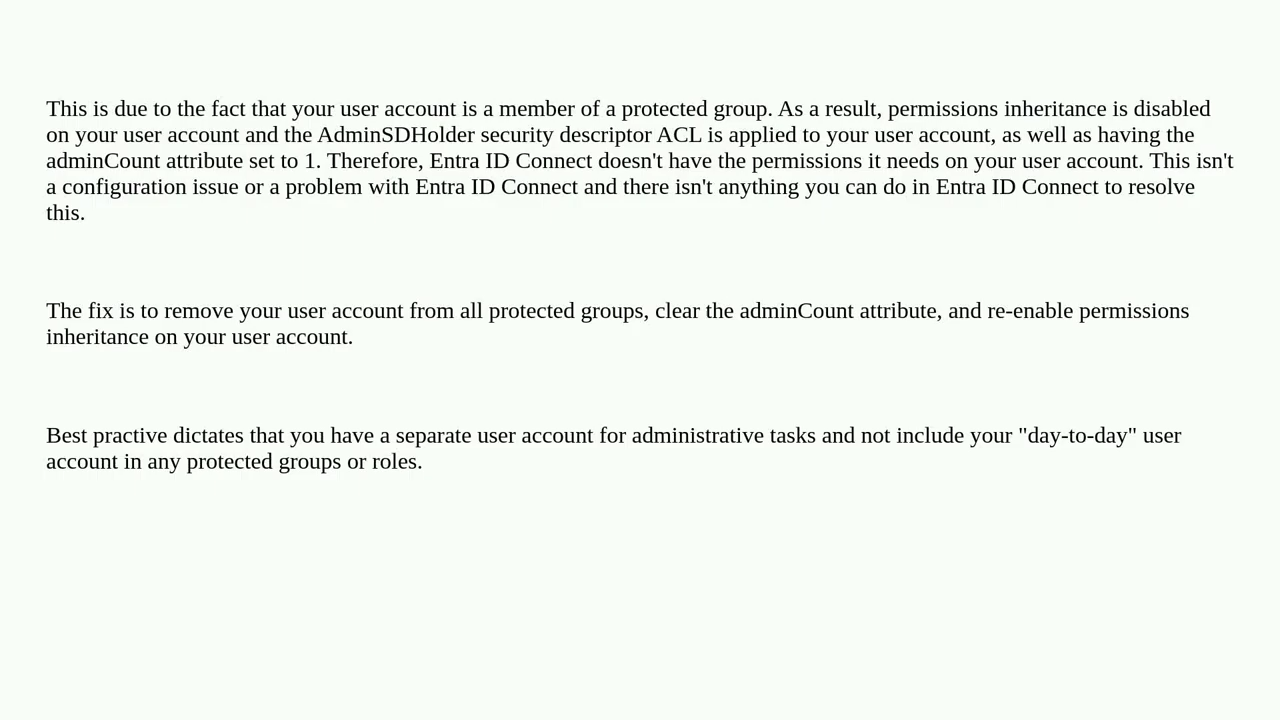 This is due to the fact that your user account is a member of a protected group. As a result, permissions inheritance is disabled
on your user account and the AdminSDHolder security descriptor ACL is applied to your user account, as well as having the
adminCount attribute set to 1. Therefore, Entra ID Connect doesn't have the permissions it needs on your user account. This isn't
a configuration issue or a problem with Entra ID Connect and there isn't anything you can do in Entra ID Connect to resolve
this.
The fix is to remove your user account from all protected groups, clear the adminCount attribute, and re-enable permissions
inheritance on your user account.
Best practive dictates that you have a separate user account for administrative tasks and not include your "day-to-day" user
account in any protected groups or roles.